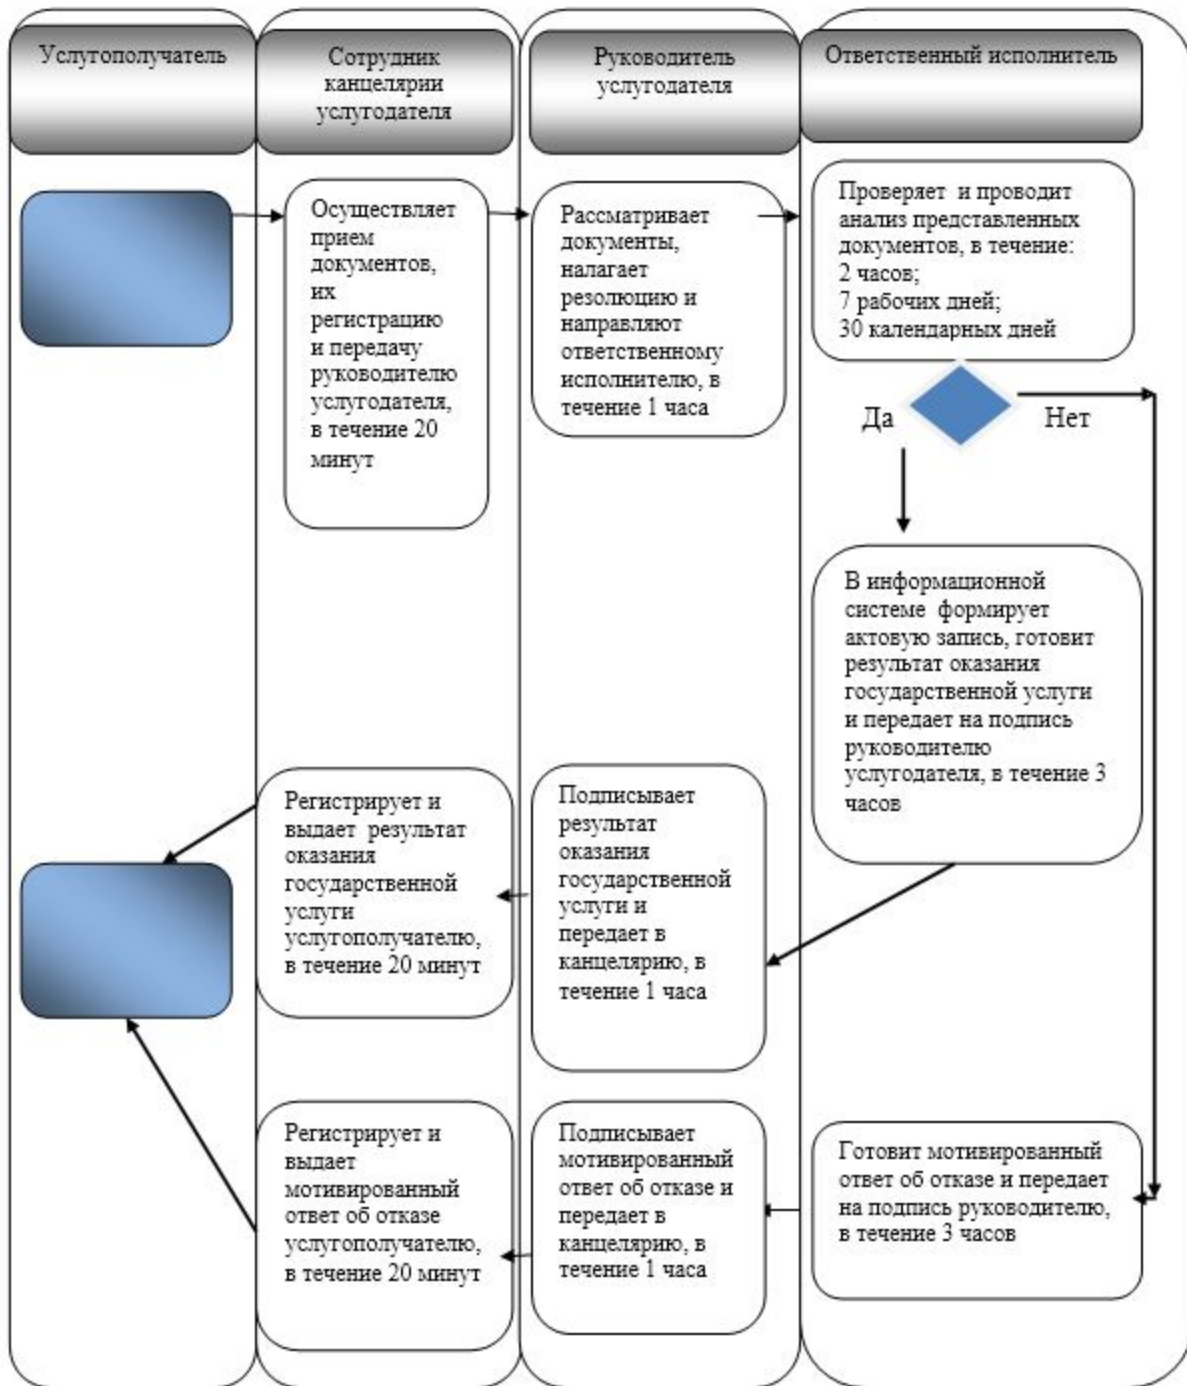 Услугополучатель
Сотрудник
канцелярии
услугодателя
Руководитель
услугодателя
Ответственный исполнитель
Осуществляет
прием
документов,
их
регистрацию
и передачу
руководителю
услугодателя,
в течение 20
минут
Рассматривает
документы,
налагает
резолюцию и
направляют
ответственному
исполнителю, в
течение 1 часа
Проверяет и проводит
анализ представленных
документов, в течение:
2 часов;
7 рабочих дней;
30 календарных дней
Да
Нет
В информационной
системе формирует
актовую запись, готовит
результат оказания
государственной услуги
и передает на подпись
руководителю
услугодателя, в течение 3
часов
Регистрирует и
выдает результат
оказания
государственной
услуги
услугополучателю,
в течение 20 минут
Подписывает
результат
оказания
государственной
услуги и
передает в
канцелярию, в
течение 1 часа
Регистрирует и
выдает
мотивированный
ответ об отказе
услугополучателю,
в течение 20 минут
Подписывает
мотивированный
ответ об отказе и
передает в
канцелярию, в
течение 1 часа
Готовит мотивированный
ответ об отказе и передает
на подпись руководителю,
в течение 3 часов